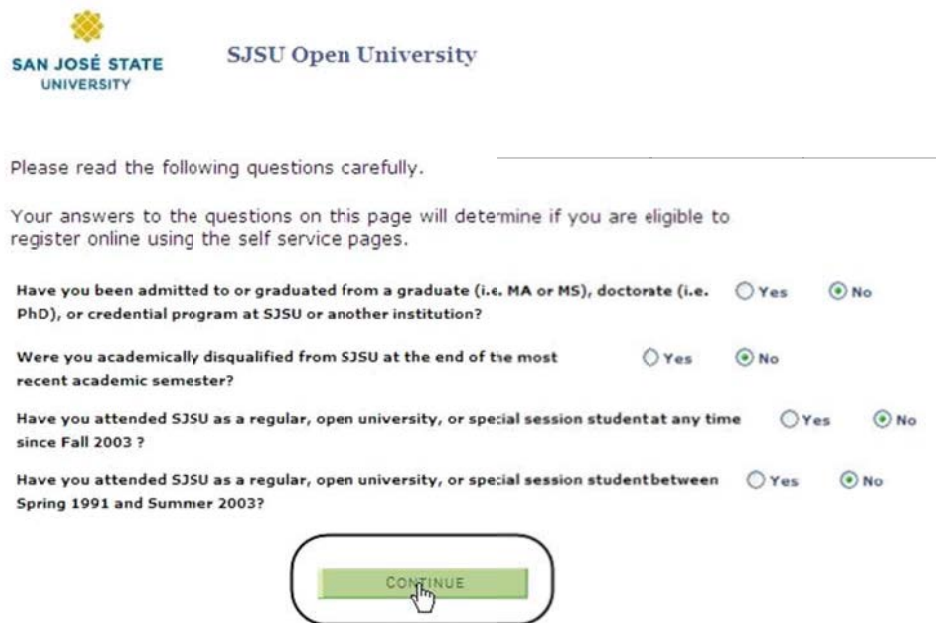 SAN JOSÉ STATE
UNIVERSITY
SJSU Open University
Please read the following questions carefully.
Your answers to the questions on this page will determine if you are eligible to
register online using the self service pages.
Have you been admitted to or graduated from a graduate (i.e. MA or MS), doctorate (i.e. Yes No
PhD), or credential program at SJSU or another institution?
Were you academically disqualified from SJSU at the end of the most Yes No
recent academic semester?
Have you attended SJSU as a regular, open university, or special session studentat any time Yes No
since Fall 2003 ?
Have you attended SJSU as a regular, open university, or special session studentbetween Yes No
Spring 1991 and Summer 2003?
CONTINUE